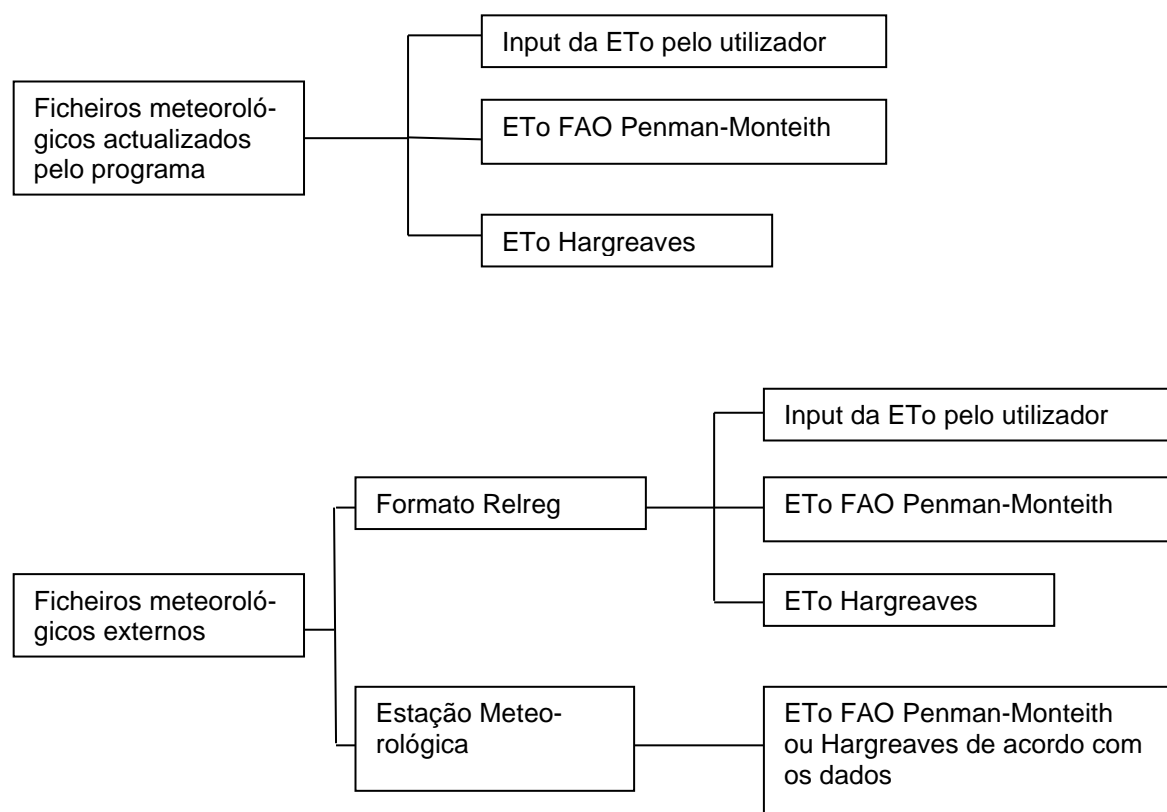 Input da ETo pelo utilizador
Ficheiros meteoroló-
gicos actualizados
pelo programa
ETo FAO Penman-Monteith
ETo Hargreaves
Input da ETo pelo utilizador
Formato Relreg
ETo FAO Penman-Monteith
Ficheiros meteoroló-
gicos externos
ETo Hargreaves
Estação Meteo-
rológica
ETo FAO Penman-Monteith
ou Hargreaves de acordo com
os dados